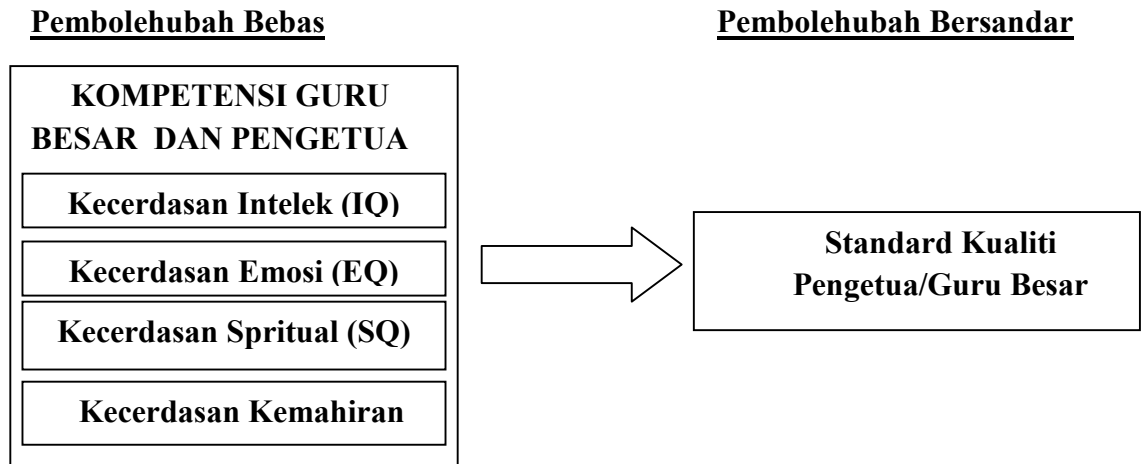 Pembolehubah Bebas
Pembolehubah Bersandar
KOMPETENSI GURU
BESAR DAN PENGETUA
Kecerdasan Intelek (IQ)
Kecerdasan Emosi (EQ)
Kecerdasan Spritual (SQ)
Kecerdasan Kemahiran
Standard Kualiti
Pengetua/Guru Besar